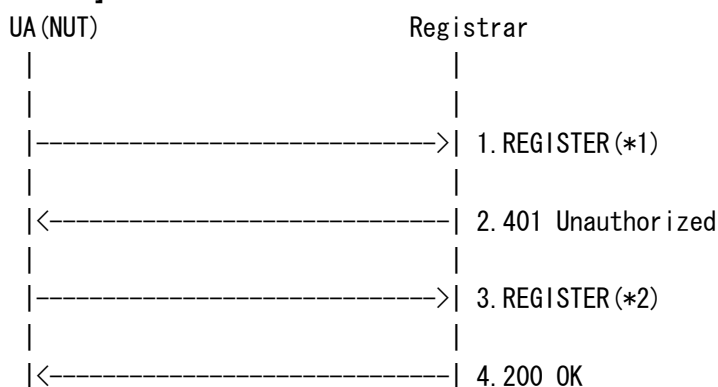 UA(NUT) Registrar
1.REGISTER(*1)
2.401 Unauthorized
3.REGISTER(*2)
4.200 OK